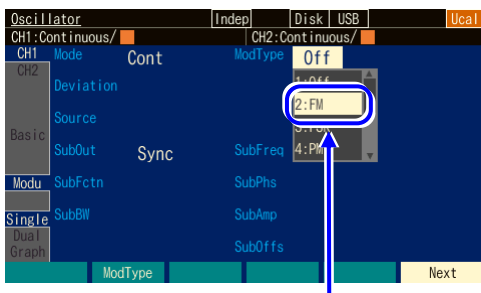 Oscillator Indep Disk USB Ucal
CH1:Continuous/ CH2:Continuous/
CH1 Mode Cont ModType Off
CH2 1:Off
Deviation 2:FM
Source 3:FSK
Basic
SubOut Sync SubFreq 4:PM
Modu SubFctn SubPhs
Single SubBW SubAmp
Dual
Graph SubOffs
ModType Next